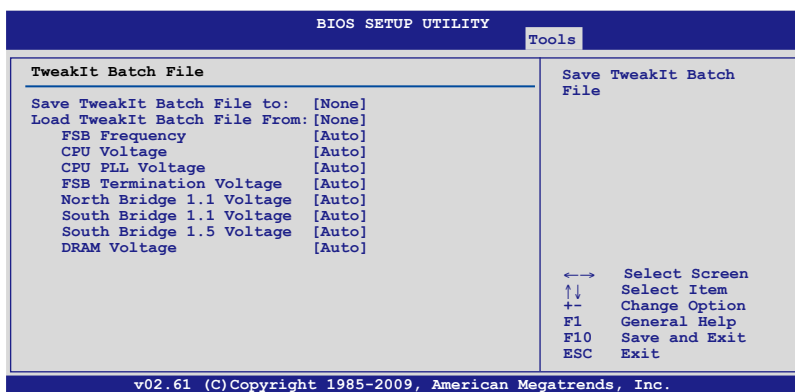 BIOS SETUP UTILITY
Tools
TweakIt Batch File
Save TweakIt Batch File to: [None]
Load TweakIt Batch File From: [None]
FSB Frequency [Auto]
CPU Voltage [Auto]
CPU PLL Voltage [Auto]
FSB Termination Voltage [Auto]
North Bridge 1.1 Voltage [Auto]
South Bridge 1.1 Voltage [Auto]
South Bridge 1.5 Voltage [Auto]
DRAM Voltage [Auto]
Save TweakIt Batch
File
←→ Select Screen
↑↓ Select Item
+- Change Option
F1 General Help
F10 Save and Exit
ESC Exit
v02.61 (C)Copyright 1985-2009, American Megatrends, Inc.